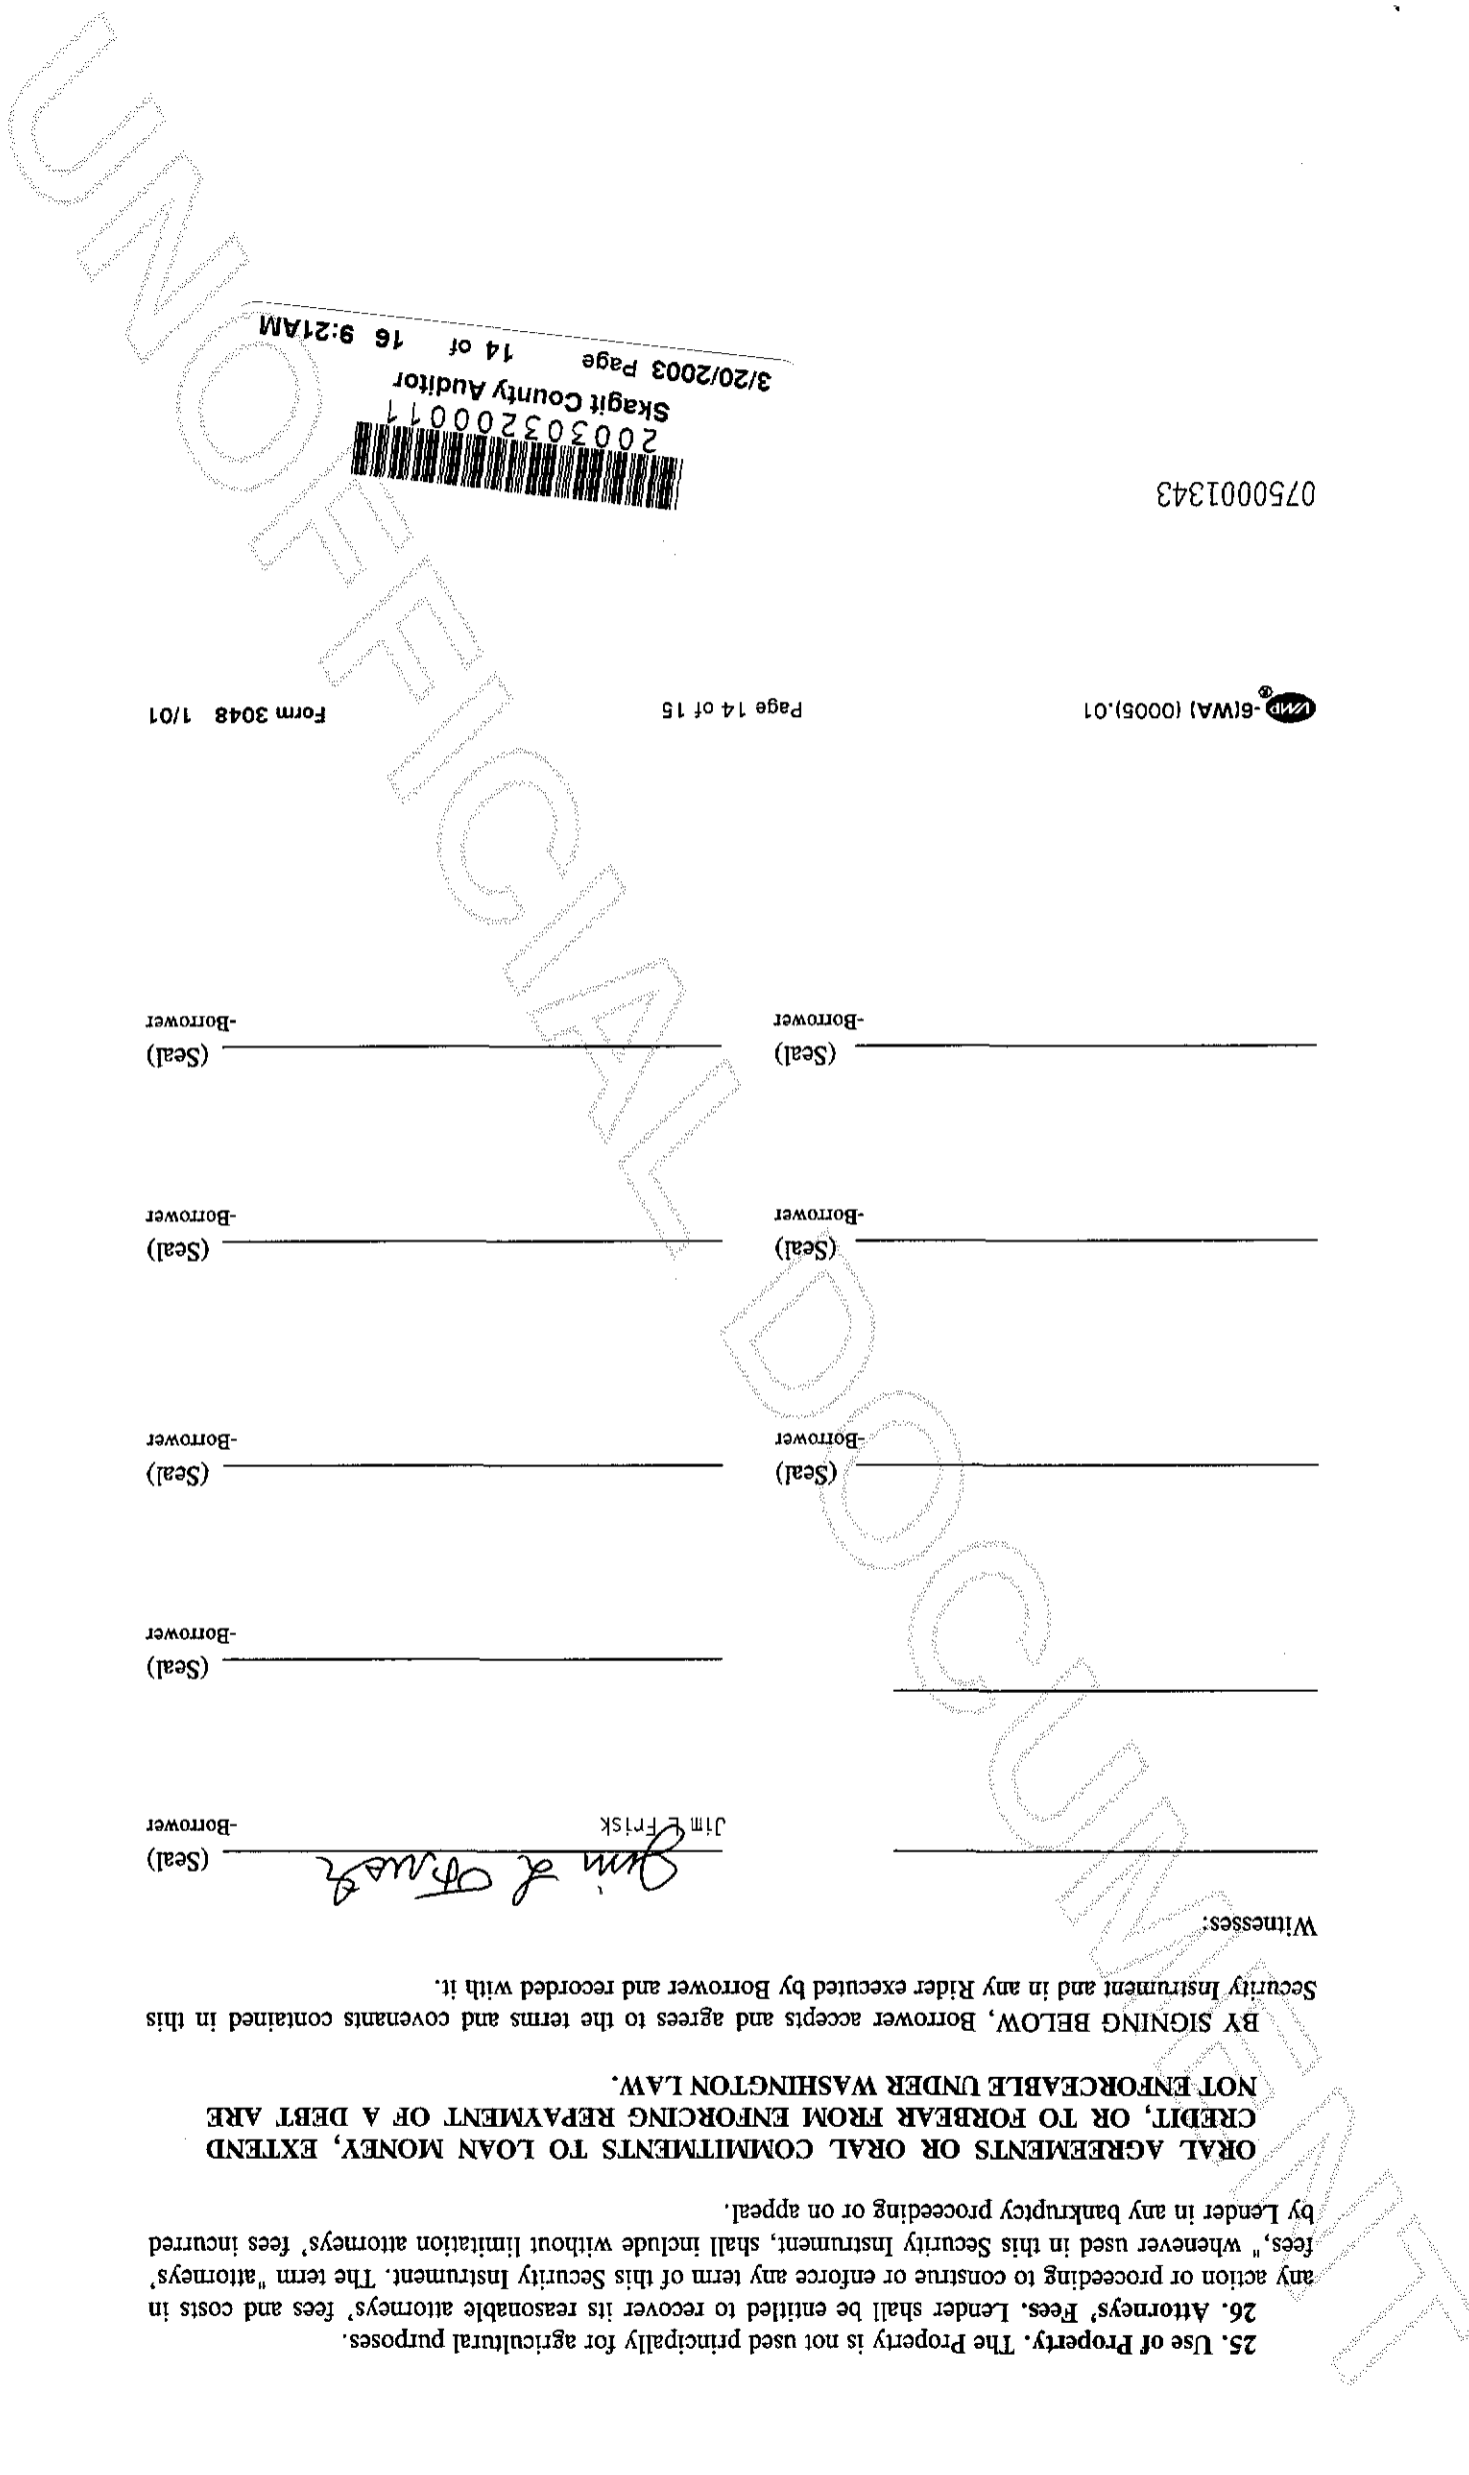 25. Use of Property. The Property is not used principally for agricultural purposes.
26. Attorneys' Fees. Lender shall be entitled to recover its reasonable attorneys' fees and costs in
any action or proceeding to construe or enforce any term of this Security Instrument. The term "attorneys'
fees," whenever used in this Security Instrument, shall include without limitation attorneys' fees incurred
by Lender in any bankruptcy proceeding or on appeal.
ORAL AGREEMENTS OR ORAL COMMITMENTS TO LOAN MONEY, EXTEND
CREDIT, OR TO FORBEAR FROM ENFORCING REPAYMENT OF A DEBT ARE
NOT ENFORCEABLE UNDER WASHINGTON LAW.
BY SIGNING BELOW, Borrower accepts and agrees to the terms and covenants contained in this
Security Instrument and in any Rider executed by Borrower and recorded with it.
Witnesses:
Jim L Frisk (Seal)
Jim L Frisk -Borrower
(Seal)
-Borrower
(Seal) (Seal)
-Borrower -Borrower
(Seal) (Seal)
-Borrower -Borrower
(Seal) (Seal)
-Borrower -Borrower
VMP® -6(WA) (0005).01 Page 14 of 15 Form 3048 1/01
0750001343
200303200011
Skagit County Auditor
3/20/2003 Page 14 of 16 9:21AM
UNOFFICIAL DOCUMENT